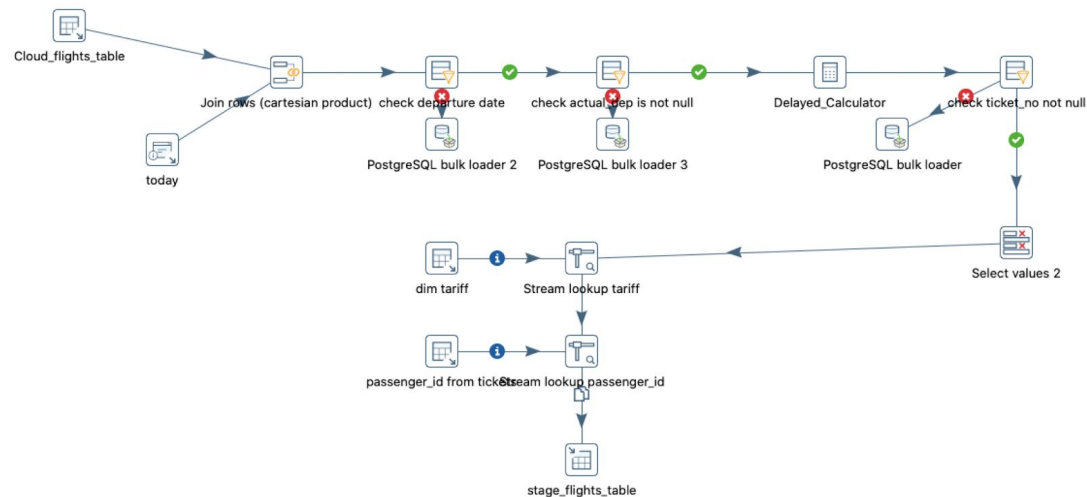 Cloud_flights_table
Join rows (cartesian product)
check departure date
check actual_dep is not null
Delayed_Calculator
check ticket_no not null
today
PostgreSQL bulk loader 2
PostgreSQL bulk loader 3
PostgreSQL bulk loader
Select values 2
dim tariff
Stream lookup tariff
passenger_id from tickets
Stream lookup passenger_id
stage_flights_table